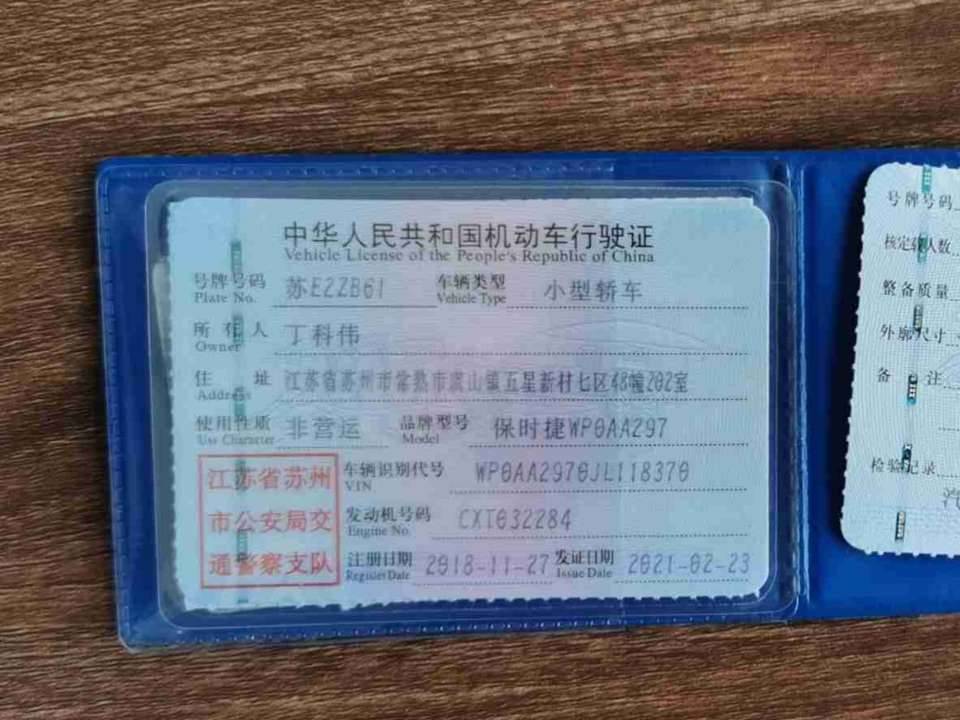 中华人民共和国机动车行驶证
Vehicle License of the People's Republic of China
号牌号码 苏E2ZB61 车辆类型 小型轿车
Plate No. Vehicle Type
所有人 丁科伟
Owner
住址 江苏省苏州市常熟市虞山镇五星新村七区48幢202室
Address
使用性质 非营运 品牌型号 保时捷WP0AA297
Use Character Model
江苏省苏州
市公安局交
通警察支队
车辆识别代号 WP0AA2970JL118370
VIN
发动机号码 CXT032284
Engine No.
注册日期 2018-11-27 发证日期 2021-02-23
Register Date Issue Date
号牌号码
核定载人数
整备质量
外廓尺寸
备注
检验记录